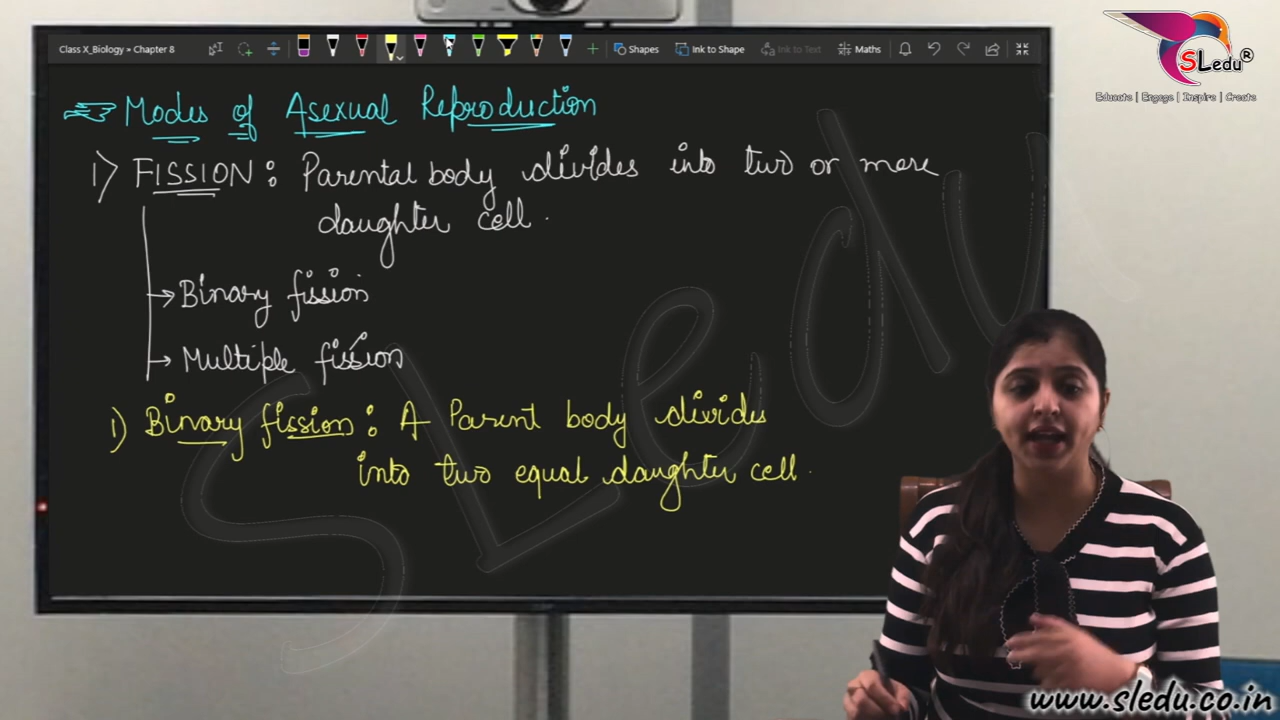 Class X_Biology » Chapter 8
Shapes
Ink to Shape
Ink to Text
Maths
SLedu®
Educate | Engage | Inspire | Create
Modes of Asexual Reproduction
1) FISSION : Parental body divides into two or more
daughter cell.
→ Binary fission
→ Multiple fission
1) Binary fission : A Parent body divides
into two equal daughter cell.
SLedu
www.sledu.co.in